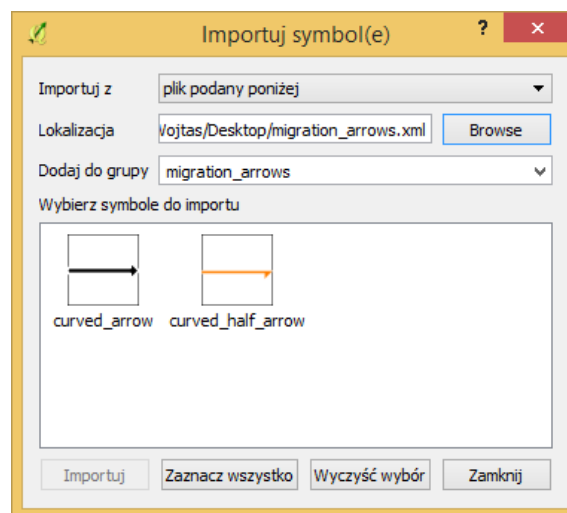 Importuj symbol(e)
?
×
Importuj z plik podany poniżej
Lokalizacja Wojtas/Desktop/migration_arrows.xml Browse
Dodaj do grupy migration_arrows
Wybierz symbole do importu
curved_arrow curved_half_arrow
Importuj Zaznacz wszystko Wyczyść wybór Zamknij